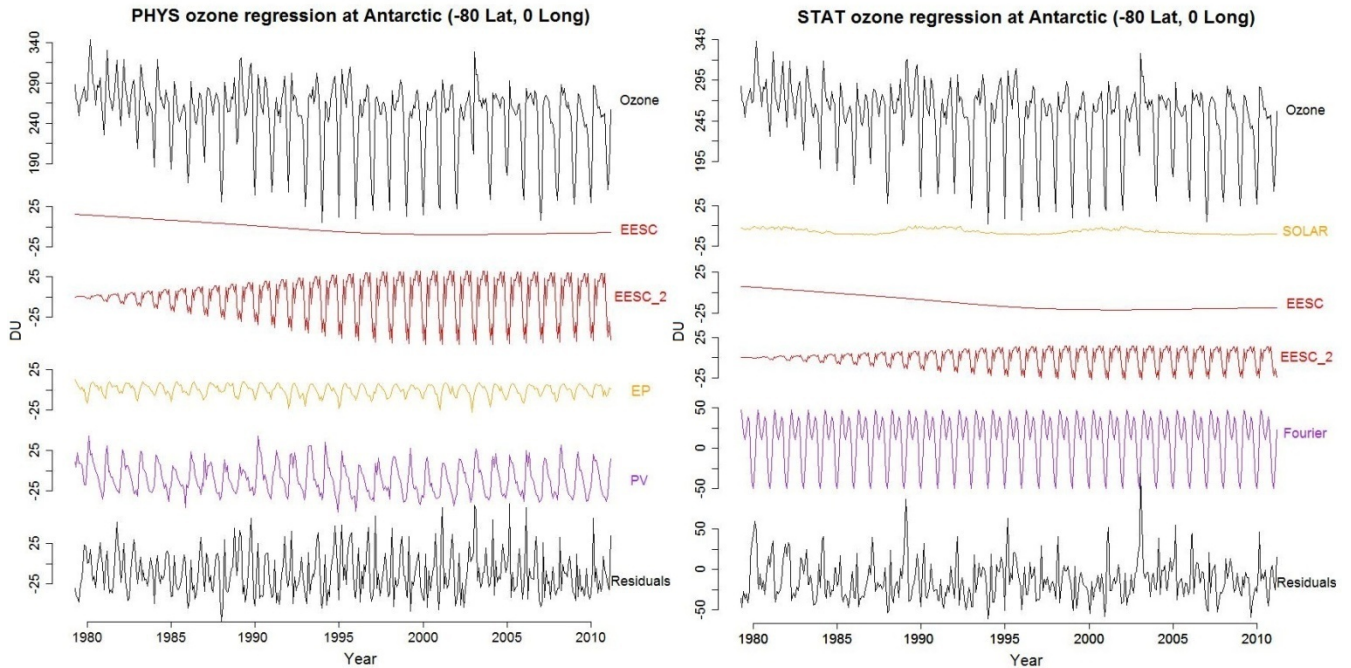 PHYS ozone regression at Antarctic (-80 Lat, 0 Long)
340
290
240
190
Ozone
25
-25
EESC
25
-25
EESC_2
DU
25
-25
EP
25
-25
PV
25
-25
Residuals
1980 1985 1990 1995 2000 2005 2010
Year
STAT ozone regression at Antarctic (-80 Lat, 0 Long)
345
295
245
195
Ozone
25
-25
SOLAR
25
-25
EESC
DU
25
-25
EESC_2
50
0
-50
Fourier
50
0
-50
Residuals
1980 1985 1990 1995 2000 2005 2010
Year